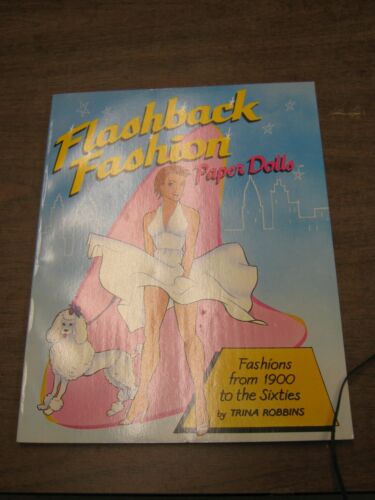 Flashback
Fashion
Paper Dolls
Fashions
from 1900
to the Sixties
by TRINA ROBBINS